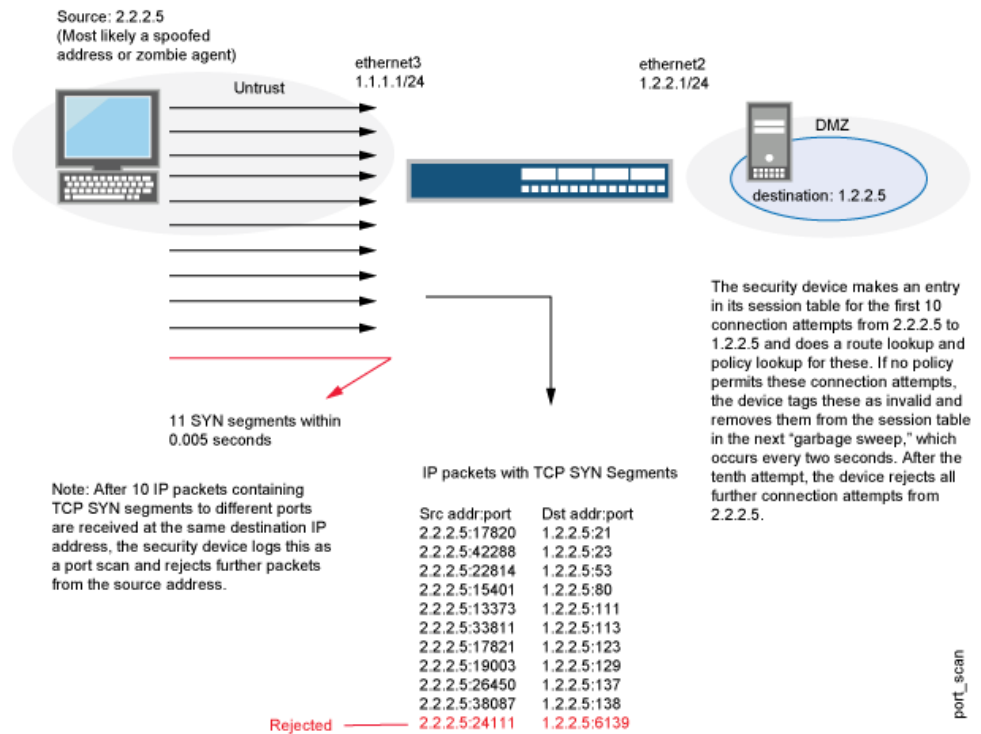 Source: 2.2.2.5
(Most likely a spoofed
address or zombie agent)
Untrust
ethernet3
1.1.1.1/24
ethernet2
1.2.2.1/24
DMZ
destination: 1.2.2.5
11 SYN segments within
0.005 seconds
Note: After 10 IP packets containing
TCP SYN segments to different ports
are received at the same destination IP
address, the security device logs this as
a port scan and rejects further packets
from the source address.
The security device makes an entry
in its session table for the first 10
connection attempts from 2.2.2.5 to
1.2.2.5 and does a route lookup and
policy lookup for these. If no policy
permits these connection attempts,
the device tags these as invalid and
removes them from the session table
in the next “garbage sweep,” which
occurs every two seconds. After the
tenth attempt, the device rejects all
further connection attempts from
2.2.2.5.
IP packets with TCP SYN Segments
Src addr:port Dst addr:port
2.2.2.5:17820 1.2.2.5:21
2.2.2.5:42288 1.2.2.5:23
2.2.2.5:22814 1.2.2.5:53
2.2.2.5:15401 1.2.2.5:80
2.2.2.5:13373 1.2.2.5:111
2.2.2.5:33811 1.2.2.5:113
2.2.2.5:17821 1.2.2.5:123
2.2.2.5:19003 1.2.2.5:129
2.2.2.5:26450 1.2.2.5:137
2.2.2.5:38087 1.2.2.5:138
Rejected 2.2.2.5:24111 1.2.2.5:6139
port_scan